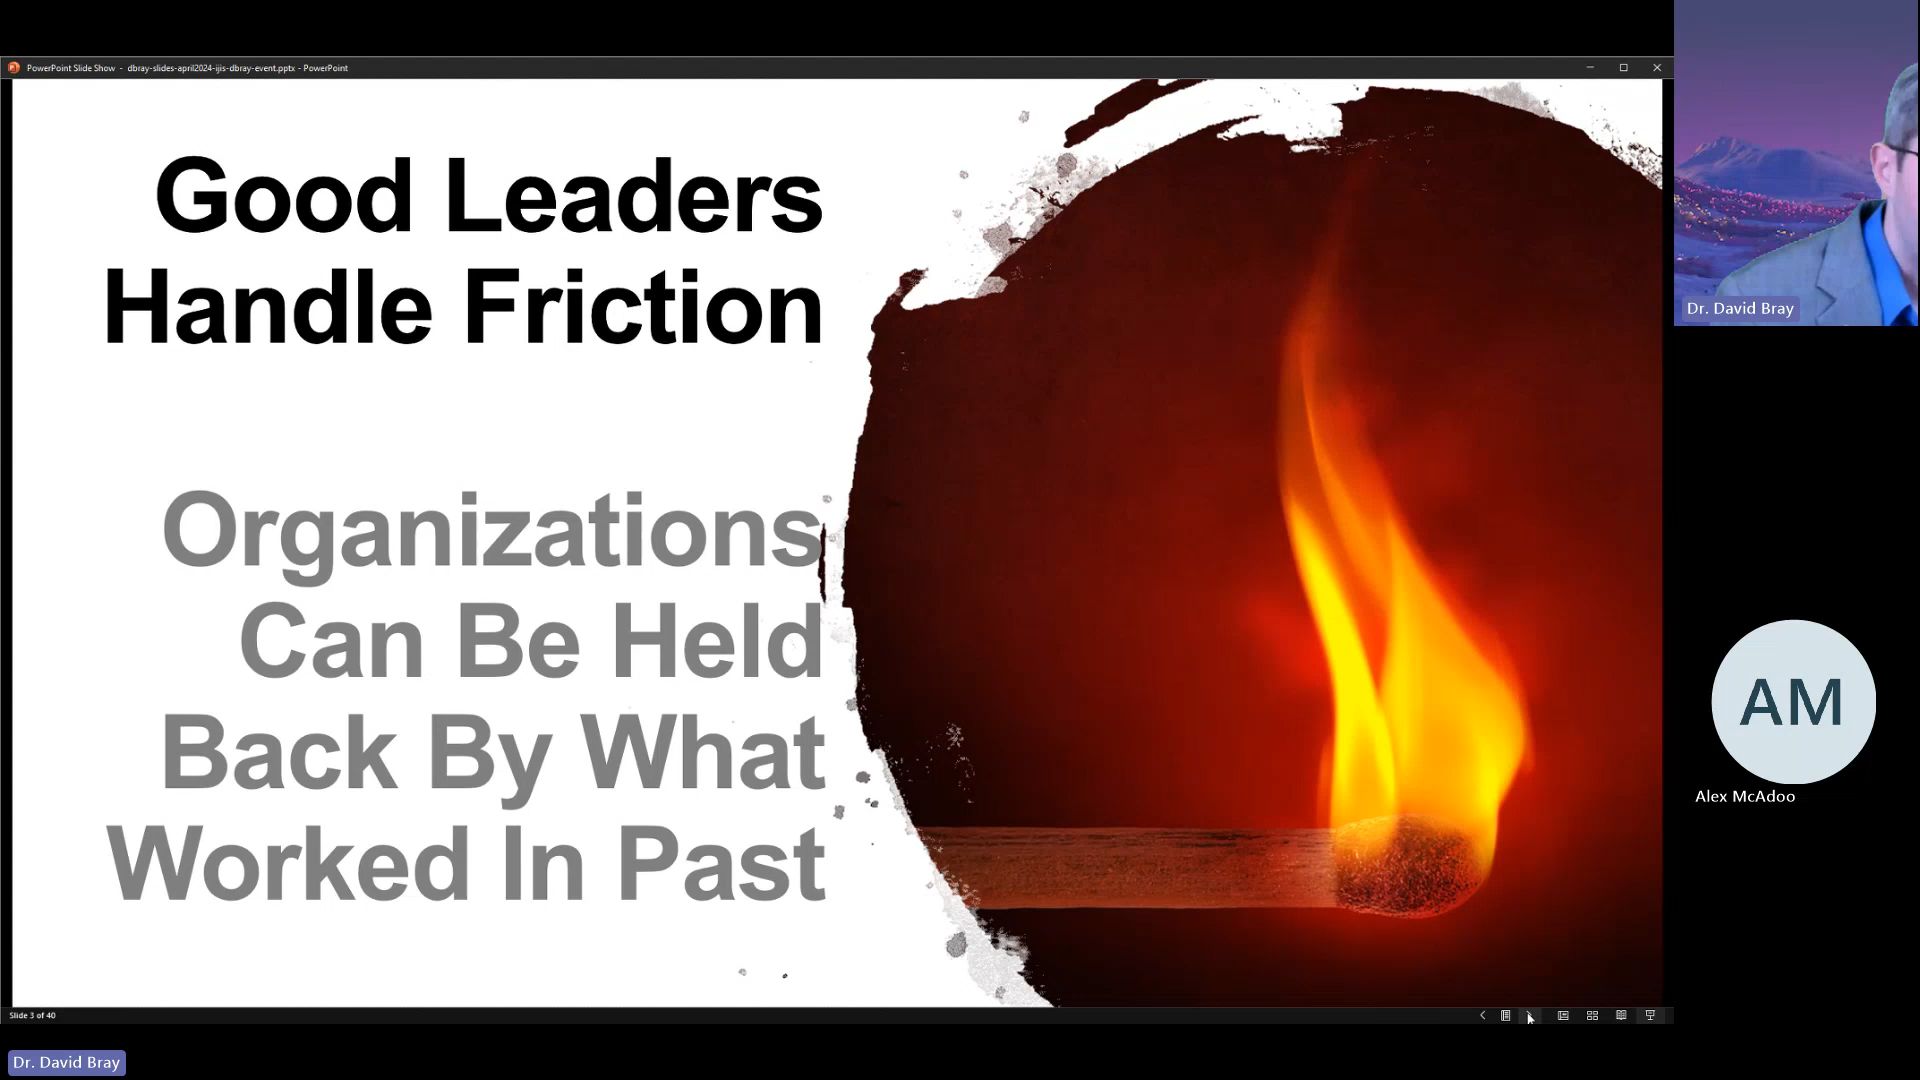 PowerPoint Slide Show - dbray-slides-april2024-ijis-dbray-event.pptx - PowerPoint
Good Leaders
Handle Friction
Organizations
Can Be Held
Back By What
Worked In Past
Slide 3 of 40
Dr. David Bray
AM
Alex McAdoo
Dr. David Bray